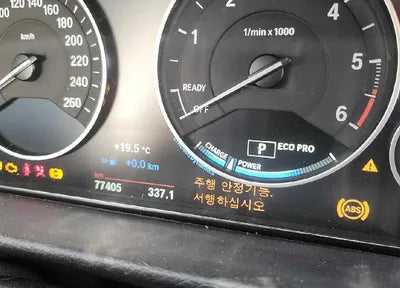 120
140
160
180
200
220
240
260
km/h
1/min x 1000
4
5
6
READY
OFF
P
ECO PRO
CHARGE
POWER
+19.5 °C
+0.0 km
km
77405
337.1
주행 안정기능.
서행하십시오
ABS